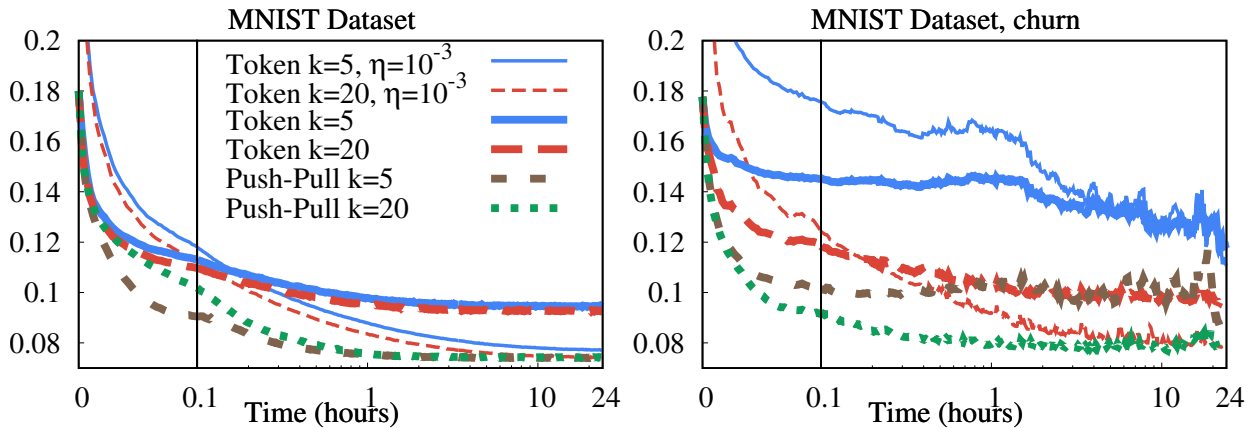 MNIST Dataset
0.2
0.18
0.16
0.14
0.12
0.1
0.08
Token k=5, η=10⁻³
Token k=20, η=10⁻³
Token k=5
Token k=20
Push-Pull k=5
Push-Pull k=20
0 0.1 1 10 24
Time (hours)
MNIST Dataset, churn
0.2
0.18
0.16
0.14
0.12
0.1
0.08
0 0.1 1 10 24
Time (hours)